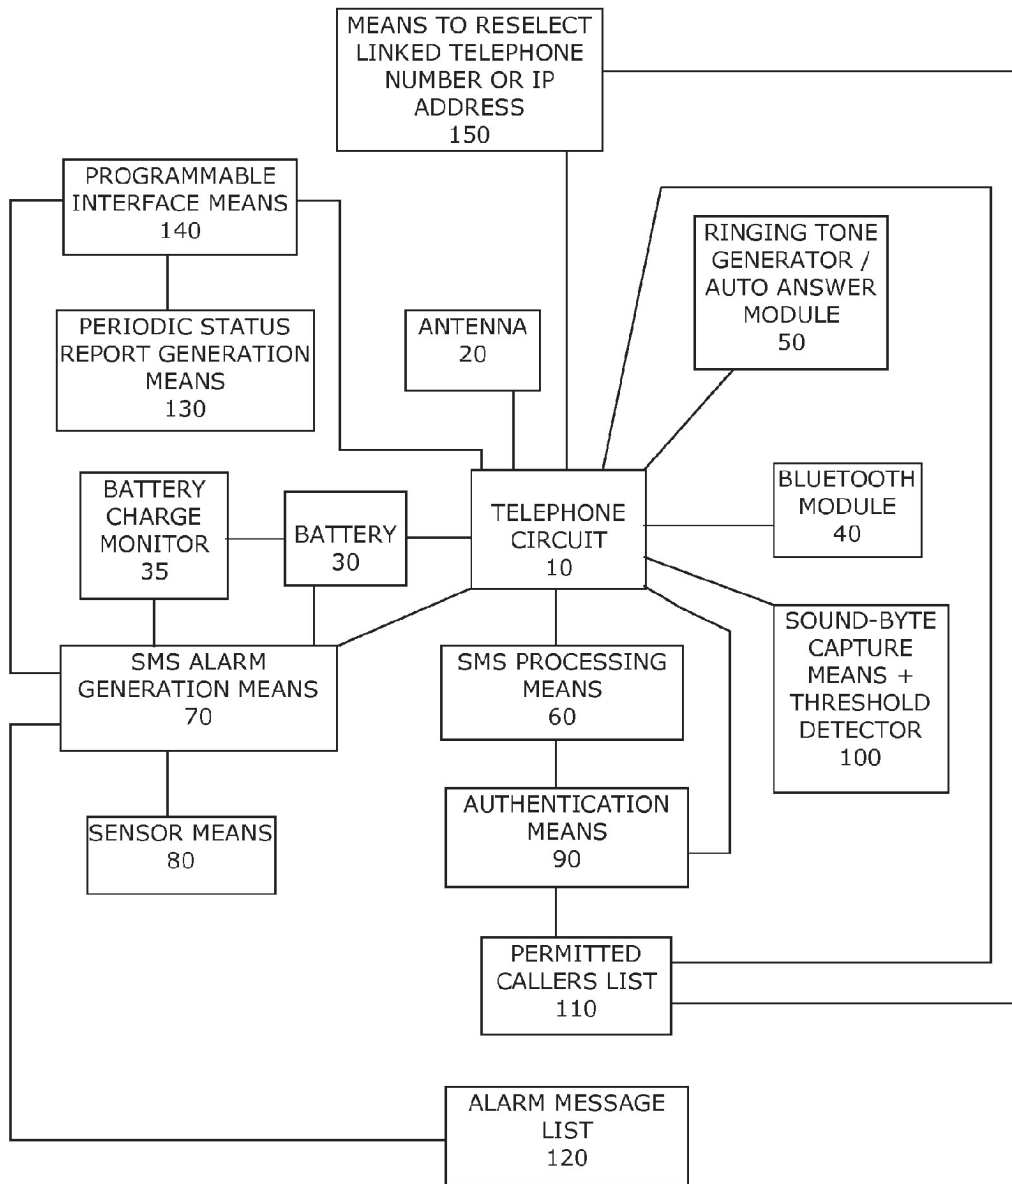 MEANS TO RESELECT
LINKED TELEPHONE
NUMBER OR IP
ADDRESS
150
PROGRAMMABLE
INTERFACE MEANS
140
RINGING TONE
GENERATOR /
AUTO ANSWER
MODULE
50
PERIODIC STATUS
REPORT GENERATION
MEANS
130
ANTENNA
20
BATTERY
CHARGE
MONITOR
35
BATTERY
30
TELEPHONE
CIRCUIT
10
BLUETOOTH
MODULE
40
SMS ALARM
GENERATION MEANS
70
SMS PROCESSING
MEANS
60
SOUND-BYTE
CAPTURE
MEANS +
THRESHOLD
DETECTOR
100
SENSOR MEANS
80
AUTHENTICATION
MEANS
90
PERMITTED
CALLERS LIST
110
ALARM MESSAGE
LIST
120